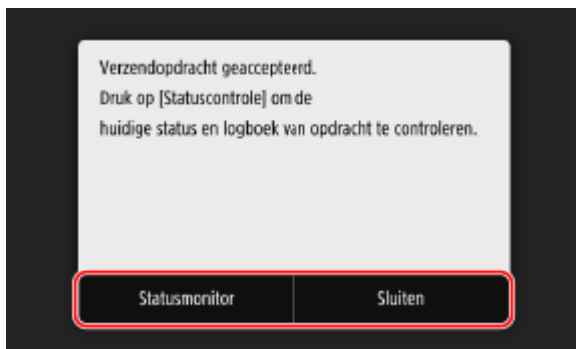 Verzendopdracht geaccepteerd.
Druk op [Statuscontrole] om de
huidige status en logboek van opdracht te controleren.
Statusmonitor
Sluiten